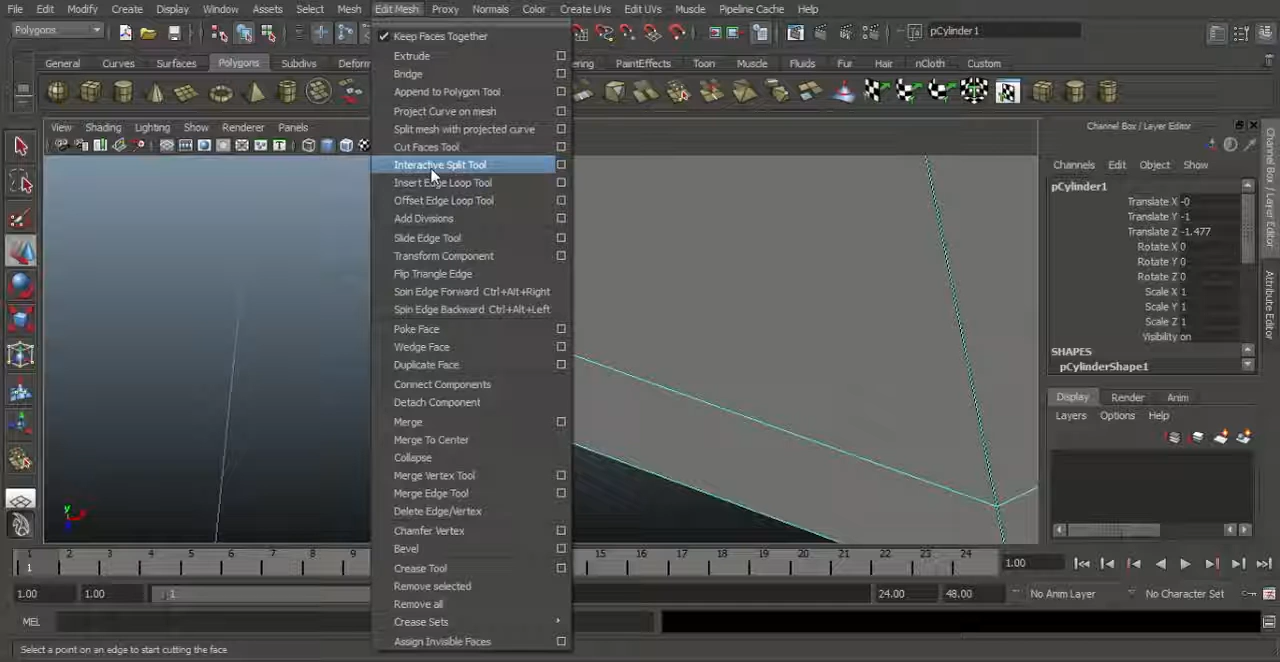 File Edit Modify Create Display Window Assets Select Mesh Edit Mesh Proxy Normals Color Create UVs Edit UVs Muscle Pipeline Cache Help
Polygons
pCylinder1
General Curves Surfaces Polygons Subdivs Deform
ering PaintEffects Toon Muscle Fluids Fur Hair nCloth Custom
View Shading Lighting Show Renderer Panels
Keep Faces Together
Extrude
Bridge
Append to Polygon Tool
Project Curve on mesh
Split mesh with projected curve
Cut Faces Tool
Interactive Split Tool
Insert Edge Loop Tool
Offset Edge Loop Tool
Add Divisions
Slide Edge Tool
Transform Component
Flip Triangle Edge
Spin Edge Forward Ctrl+Alt+Right
Spin Edge Backward Ctrl+Alt+Left
Poke Face
Wedge Face
Duplicate Face
Connect Components
Detach Component
Merge
Merge To Center
Collapse
Merge Vertex Tool
Merge Edge Tool
Delete Edge/Vertex
Chamfer Vertex
Bevel
Crease Tool
Remove selected
Remove all
Crease Sets
Assign Invisible Faces
Channel Box / Layer Editor
Channels Edit Object Show
pCylinder1
Translate X -0
Translate Y -1
Translate Z -1.477
Rotate X 0
Rotate Y 0
Rotate Z 0
Scale X 1
Scale Y 1
Scale Z 1
Visibility on
SHAPES
pCylinderShape1
Display Render Anim
Layers Options Help
Channel Box / Layer Editor
Attribute Editor
y
1 2 3 4 5 6 7 8 9 15 16 17 18 19 20 21 22 23 24
1
1.00
1.00 1.00 1 24.00 48.00 No Anim Layer No Character Set
MEL
Select a point on an edge to start cutting the face